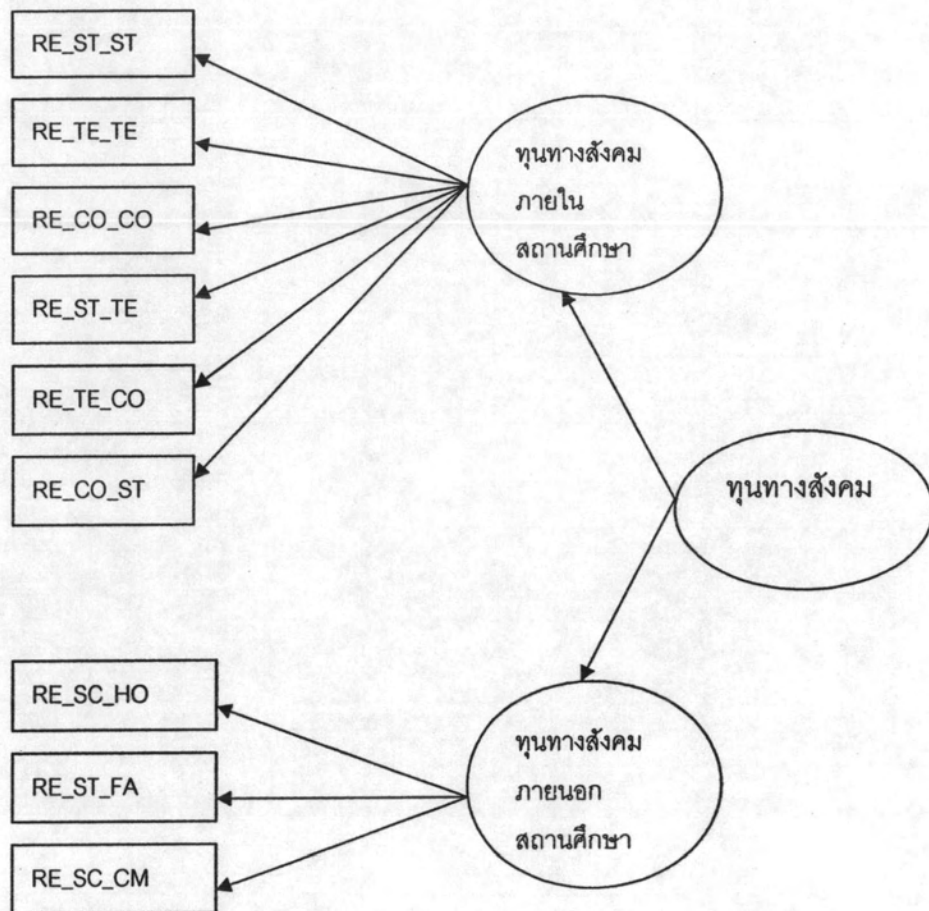 RE_ST_ST
RE_TE_TE
RE_CO_CO
RE_ST_TE
RE_TE_CO
RE_CO_ST
ทุนทางสังคม
ภายใน
สถานศึกษา
ทุนทางสังคม
RE_SC_HO
RE_ST_FA
RE_SC_CM
ทุนทางสังคม
ภายนอก
สถานศึกษา